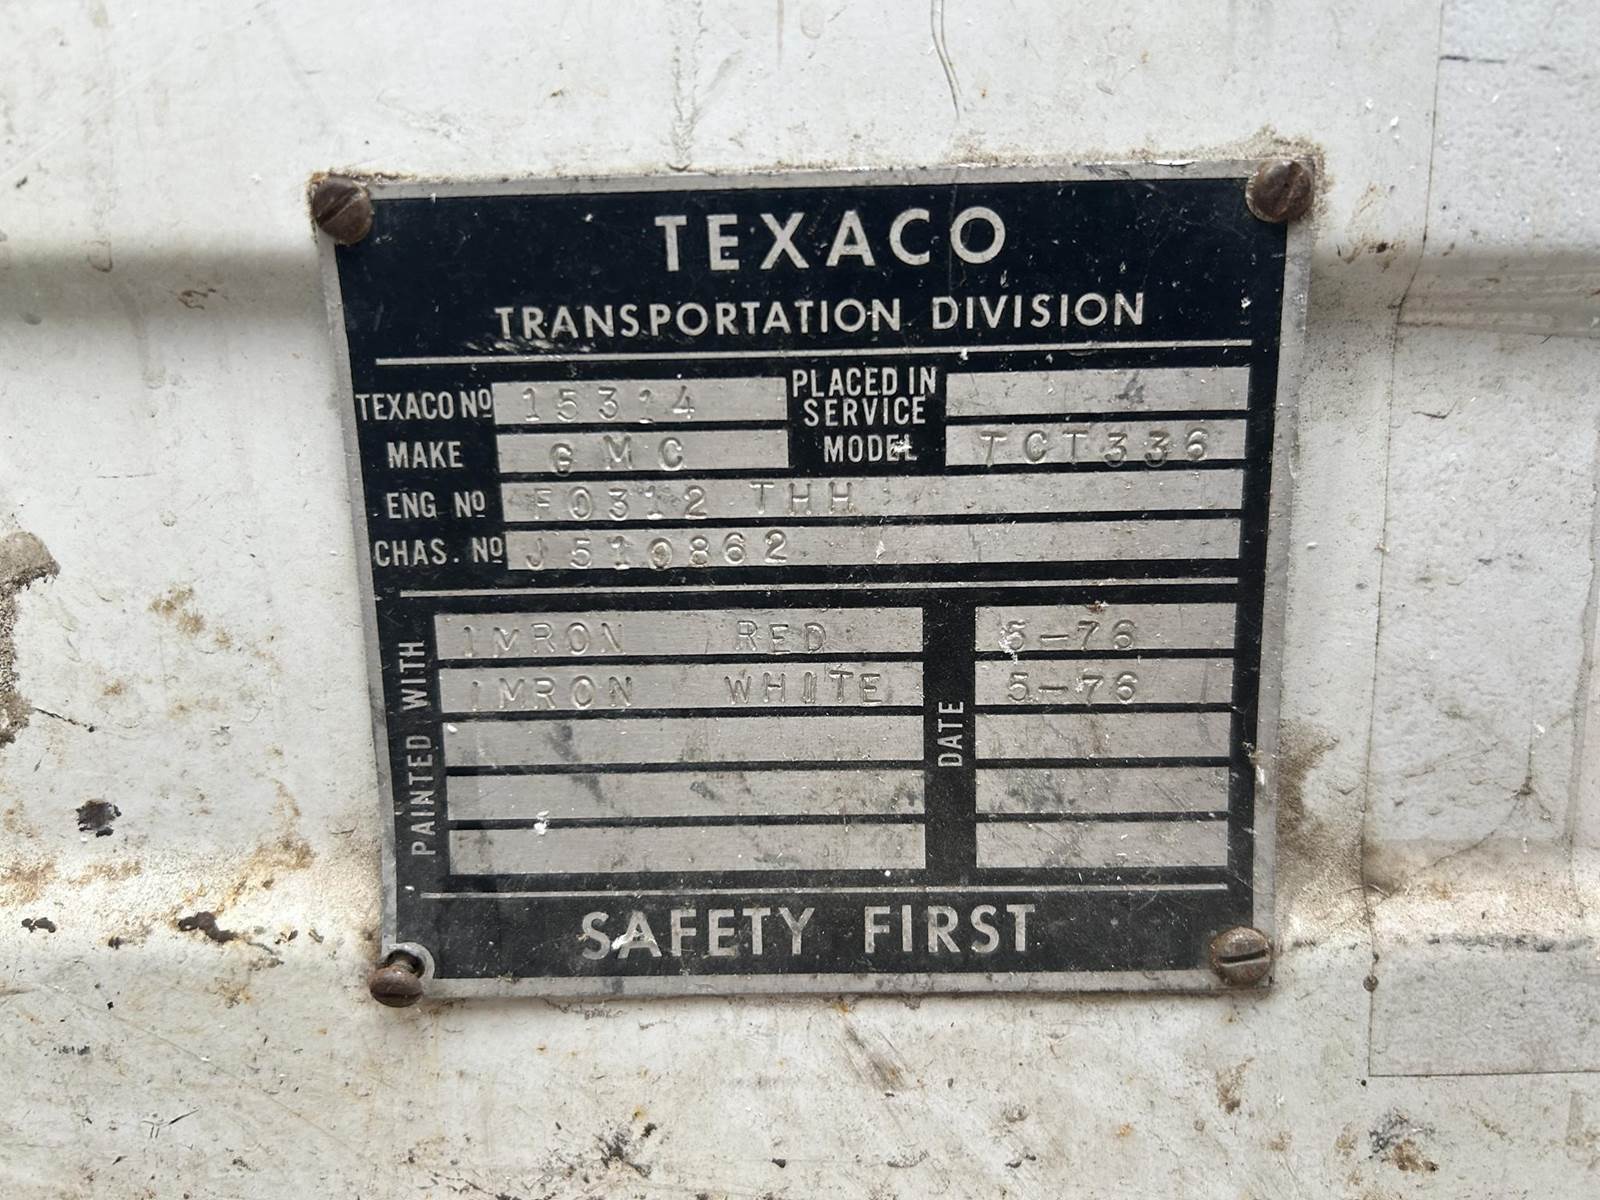 TEXACO
TRANSPORTATION DIVISION
TEXACO Nº 15314 PLACED IN SERVICE
MAKE GMC MODEL TCT336
ENG Nº F0312 THH
CHAS. Nº J510862
PAINTED WITH
IMRON RED 5-76
IMRON WHITE 5-76
DATE
SAFETY FIRST